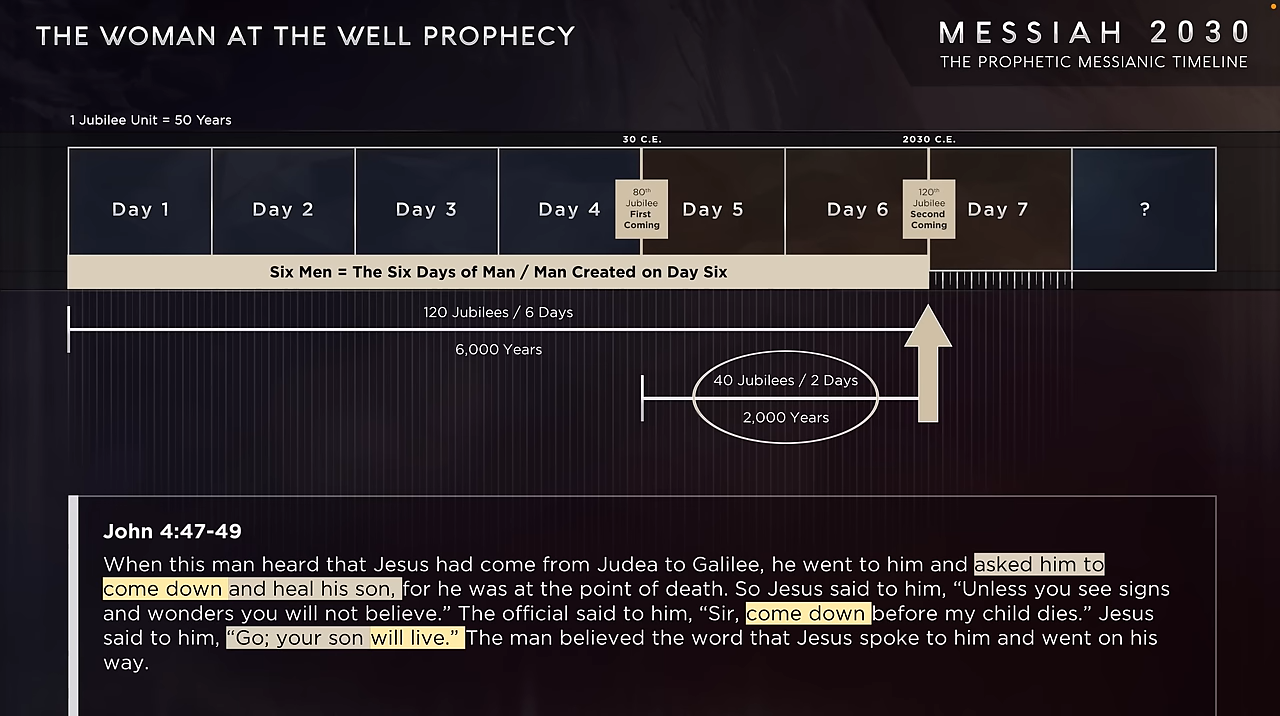 THE WOMAN AT THE WELL PROPHECY
MESSIAH 2030
THE PROPHETIC MESSIANIC TIMELINE
1 Jubilee Unit = 50 Years
30 C.E.
2030 C.E.
Day 1
Day 2
Day 3
Day 4
80th
Jubilee
First
Coming
Day 5
Day 6
120th
Jubilee
Second
Coming
Day 7
?
Six Men = The Six Days of Man / Man Created on Day Six
120 Jubilees / 6 Days
6,000 Years
40 Jubilees / 2 Days
2,000 Years
John 4:47-49
When this man heard that Jesus had come from Judea to Galilee, he went to him and asked him to
come down and heal his son, for he was at the point of death. So Jesus said to him, “Unless you see signs
and wonders you will not believe.” The official said to him, “Sir, come down before my child dies.” Jesus
said to him, “Go; your son will live.” The man believed the word that Jesus spoke to him and went on his
way.